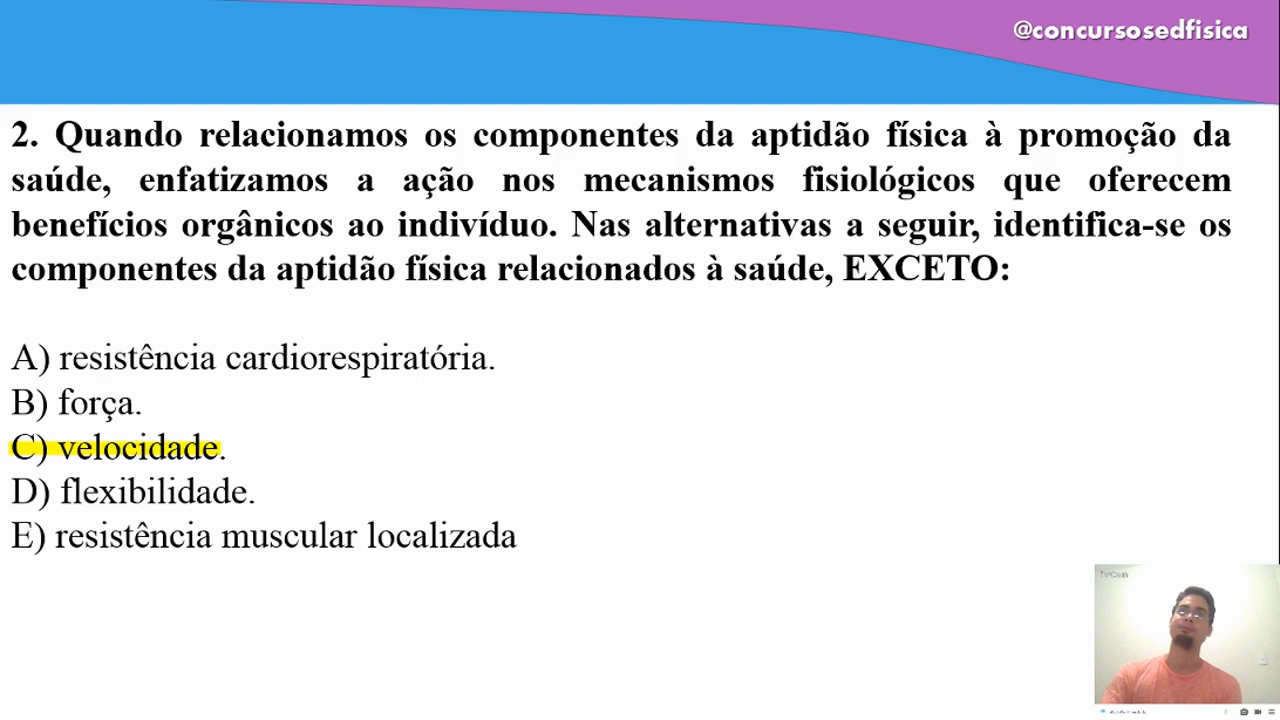 @concursosedfisica
2. Quando relacionamos os componentes da aptidão física à promoção da
saúde, enfatizamos a ação nos mecanismos fisiológicos que oferecem
benefícios orgânicos ao indivíduo. Nas alternativas a seguir, identifica-se os
componentes da aptidão física relacionados à saúde, EXCETO:
A) resistência cardiorespiratória.
B) força.
C) velocidade.
D) flexibilidade.
E) resistência muscular localizada